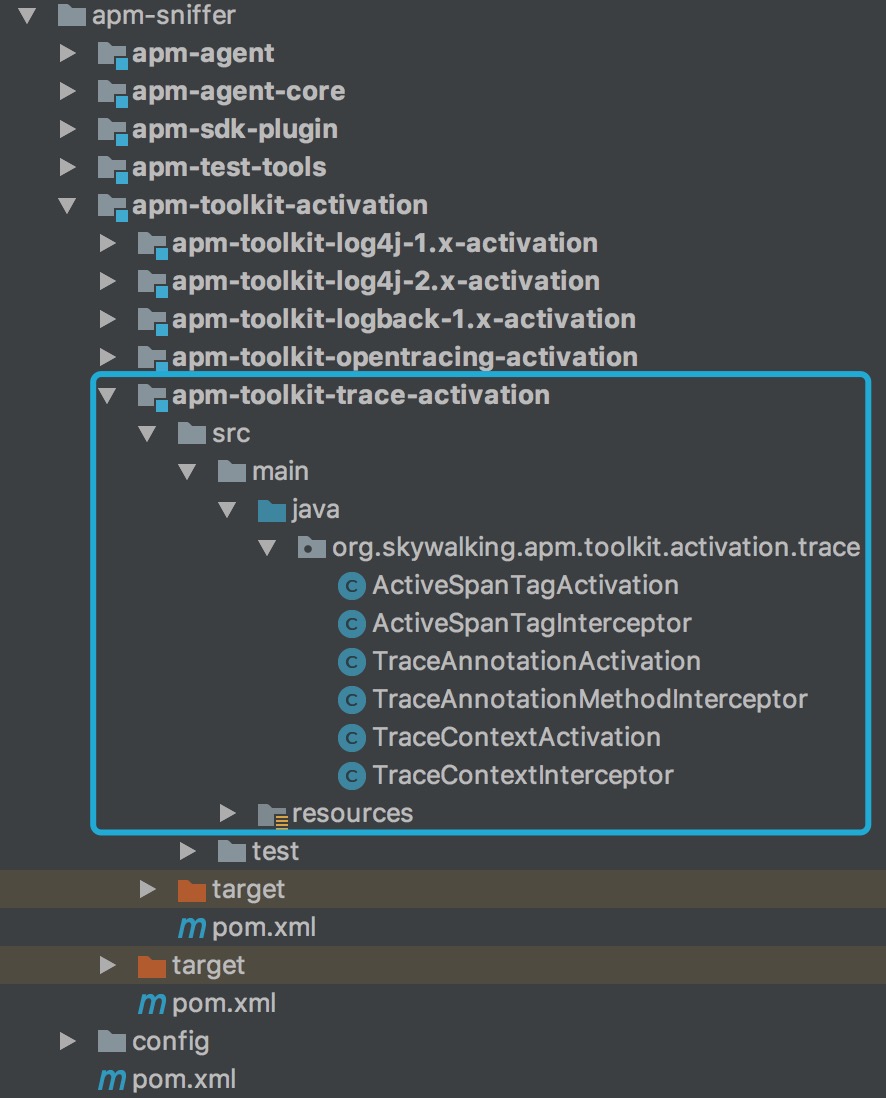 apm-sniffer
apm-agent
apm-agent-core
apm-sdk-plugin
apm-test-tools
apm-toolkit-activation
apm-toolkit-log4j-1.x-activation
apm-toolkit-log4j-2.x-activation
apm-toolkit-logback-1.x-activation
apm-toolkit-opentracing-activation
apm-toolkit-trace-activation
src
main
java
org.skywalking.apm.toolkit.activation.trace
C ActiveSpanTagActivation
C ActiveSpanTagInterceptor
C TraceAnnotationActivation
C TraceAnnotationMethodInterceptor
C TraceContextActivation
C TraceContextInterceptor
resources
test
target
m pom.xml
target
m pom.xml
config
m pom.xml